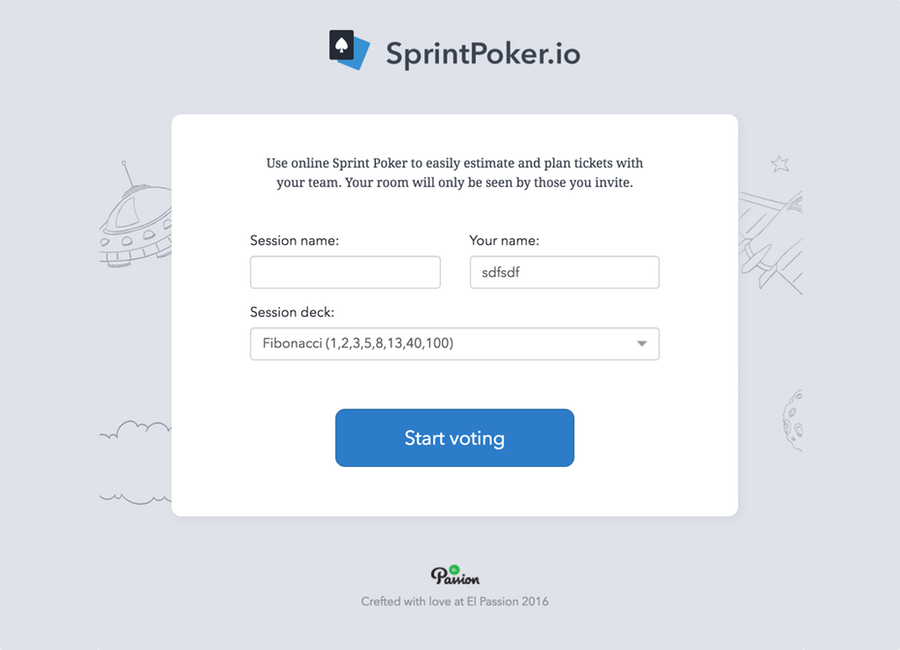 SprintPoker.io
Use online Sprint Poker to easily estimate and plan tickets with
your team. Your room will only be seen by those you invite.
Session name:
Your name:
sdfsdf
Session deck:
Fibonacci (1,2,3,5,8,13,40,100)
Start voting
el Passion
Crefted with love at El Passion 2016